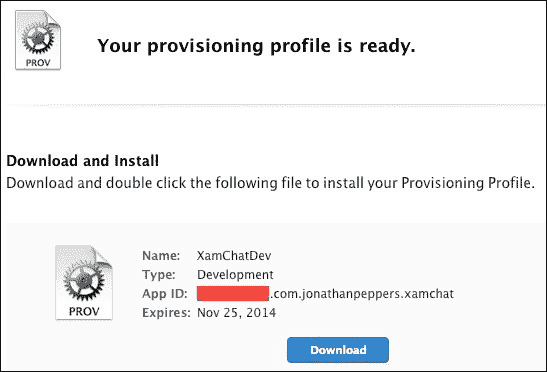 PROV
Your provisioning profile is ready.
Download and Install
Download and double click the following file to install your Provisioning Profile.
PROV
Name: XamChatDev
Type: Development
App ID: .com.jonathanpeppers.xamchat
Expires: Nov 25, 2014
Download